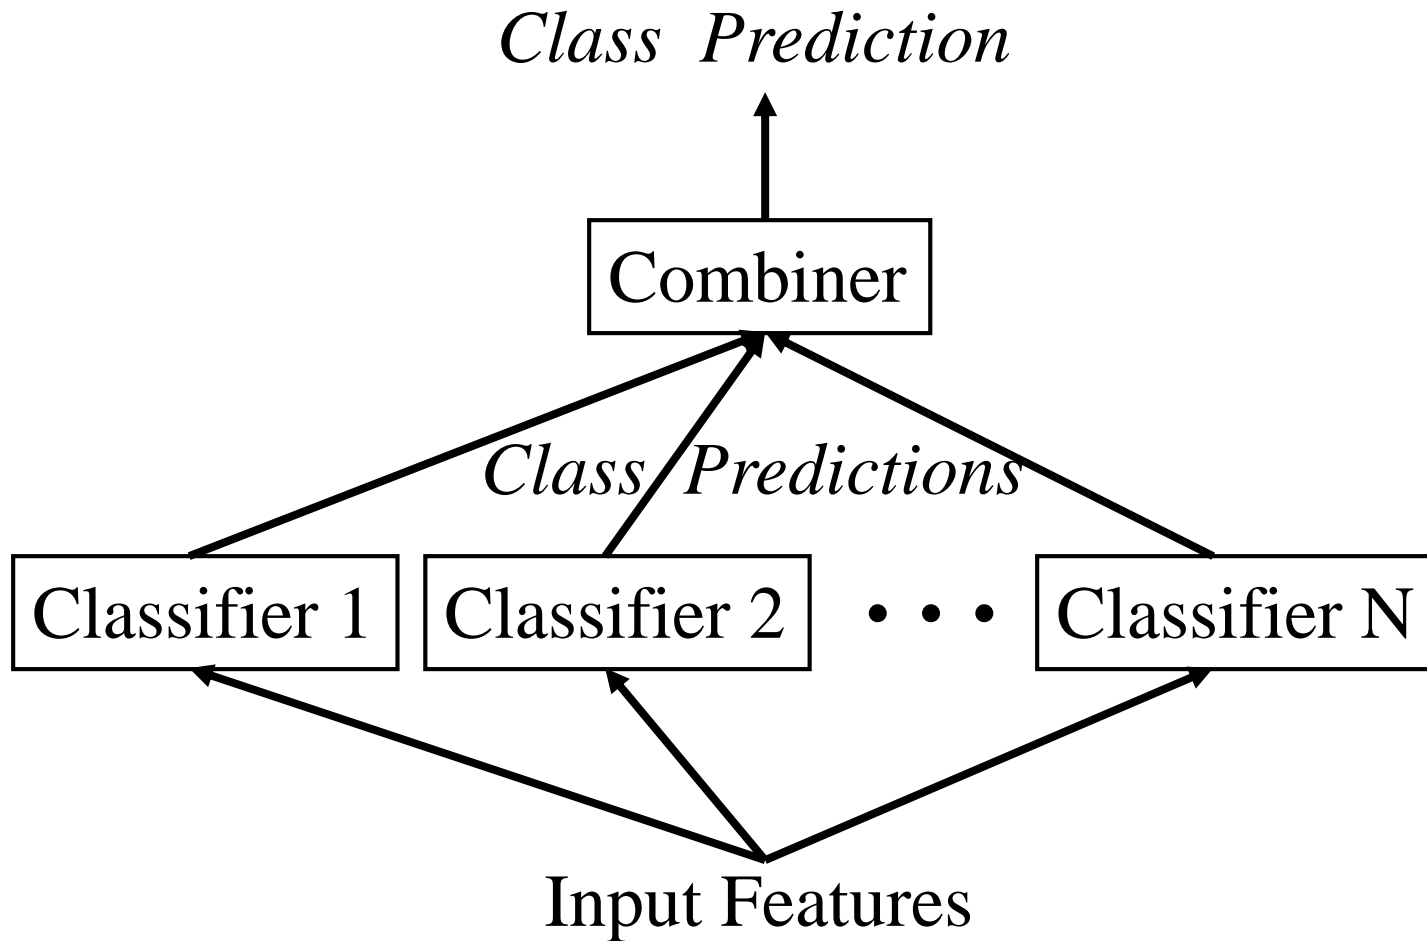 Class Prediction
Combiner
Class Predictions
Classifier 1
Classifier 2
• • •
Classifier N
Input Features